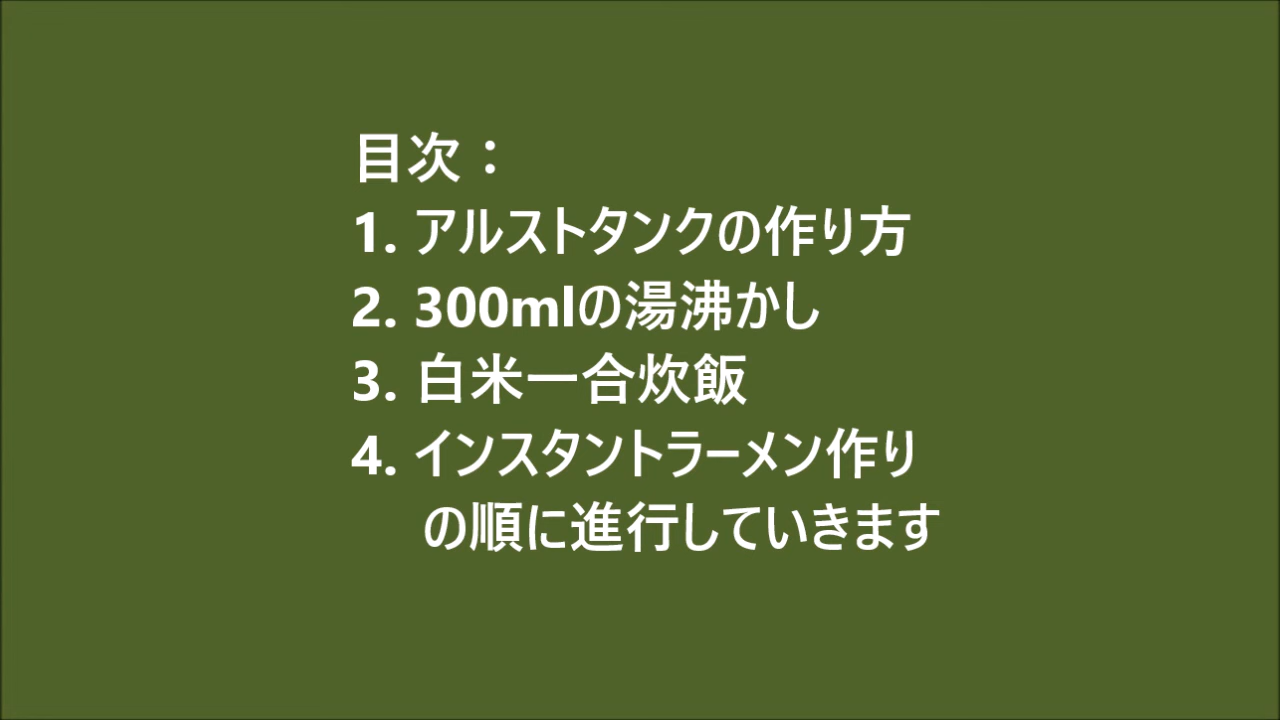 目次：
1. アルストタンクの作り方
2. 300mlの湯沸かし
3. 白米一合炊飯
4. インスタントラーメン作り
の順に進行していきます